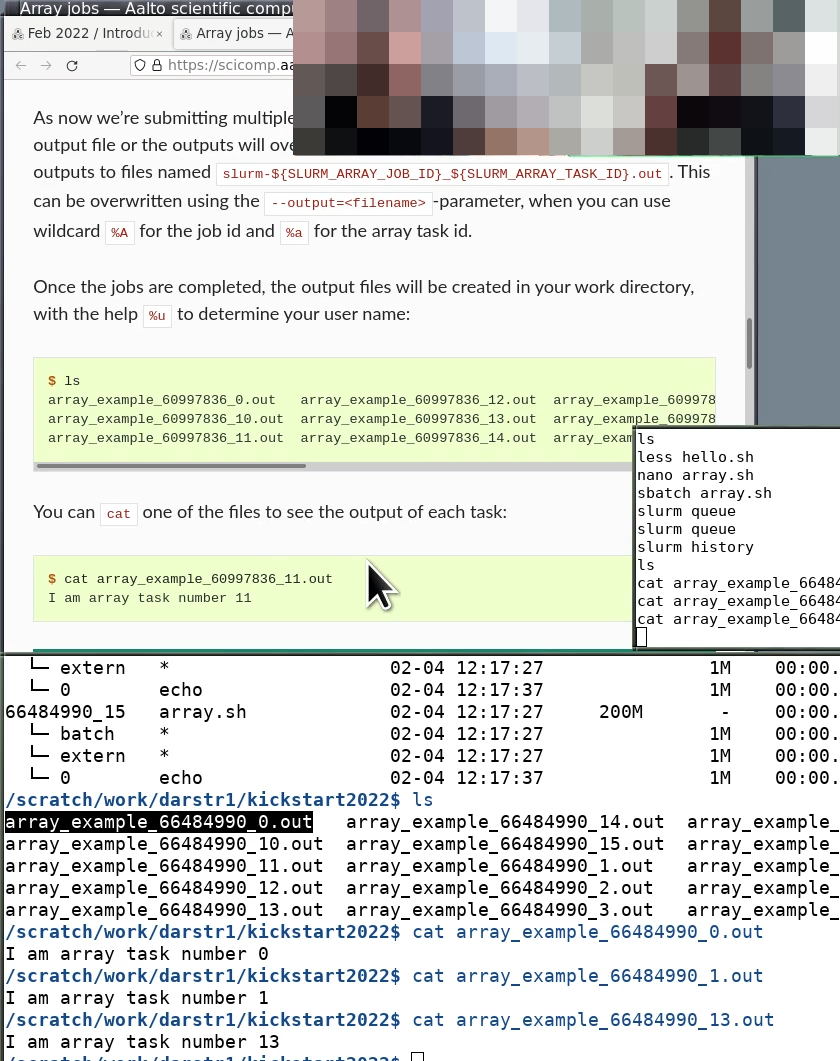 Array jobs — Aalto scientific comp
Feb 2022 / Introdu ×
Array jobs — A
https://scicomp.aa
As now we’re submitting multiple
output file or the outputs will ove
outputs to files named slurm-${SLURM_ARRAY_JOB_ID}_${SLURM_ARRAY_TASK_ID}.out . This
can be overwritten using the --output=<filename> -parameter, when you can use
wildcard %A for the job id and %a for the array task id.
Once the jobs are completed, the output files will be created in your work directory,
with the help %u to determine your user name:
$ ls
array_example_60997836_0.out array_example_60997836_12.out array_example_609978
array_example_60997836_10.out array_example_60997836_13.out array_example_609978
array_example_60997836_11.out array_example_60997836_14.out array_exam
You can cat one of the files to see the output of each task:
$ cat array_example_60997836_11.out
I am array task number 11
ls
less hello.sh
nano array.sh
sbatch array.sh
slurm queue
slurm queue
slurm history
ls
cat array_example_66484
cat array_example_66484
cat array_example_66484
└─ extern * 02-04 12:17:27 1M 00:00.
└─ 0 echo 02-04 12:17:37 1M 00:00.
66484990_15 array.sh 02-04 12:17:27 200M - 00:00.
└─ batch * 02-04 12:17:27 1M 00:00.
└─ extern * 02-04 12:17:27 1M 00:00.
└─ 0 echo 02-04 12:17:37 1M 00:00.
/scratch/work/darstr1/kickstart2022$ ls
array_example_66484990_0.out array_example_66484990_14.out array_example_
array_example_66484990_10.out array_example_66484990_15.out array_example_
array_example_66484990_11.out array_example_66484990_1.out array_example_
array_example_66484990_12.out array_example_66484990_2.out array_example_
array_example_66484990_13.out array_example_66484990_3.out array_example_
/scratch/work/darstr1/kickstart2022$ cat array_example_66484990_0.out
I am array task number 0
/scratch/work/darstr1/kickstart2022$ cat array_example_66484990_1.out
I am array task number 1
/scratch/work/darstr1/kickstart2022$ cat array_example_66484990_13.out
I am array task number 13